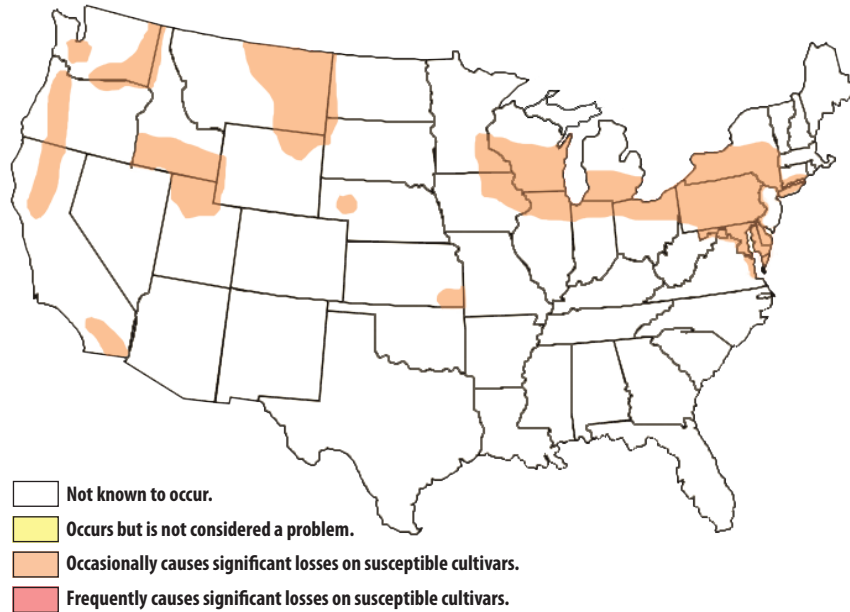 Not known to occur.
Occurs but is not considered a problem.
Occasionally causes significant losses on susceptible cultivars.
Frequently causes significant losses on susceptible cultivars.